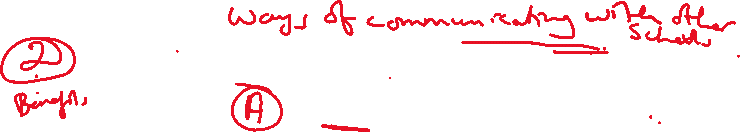 Ways of communicating with other
Schools
2
Benefits
A